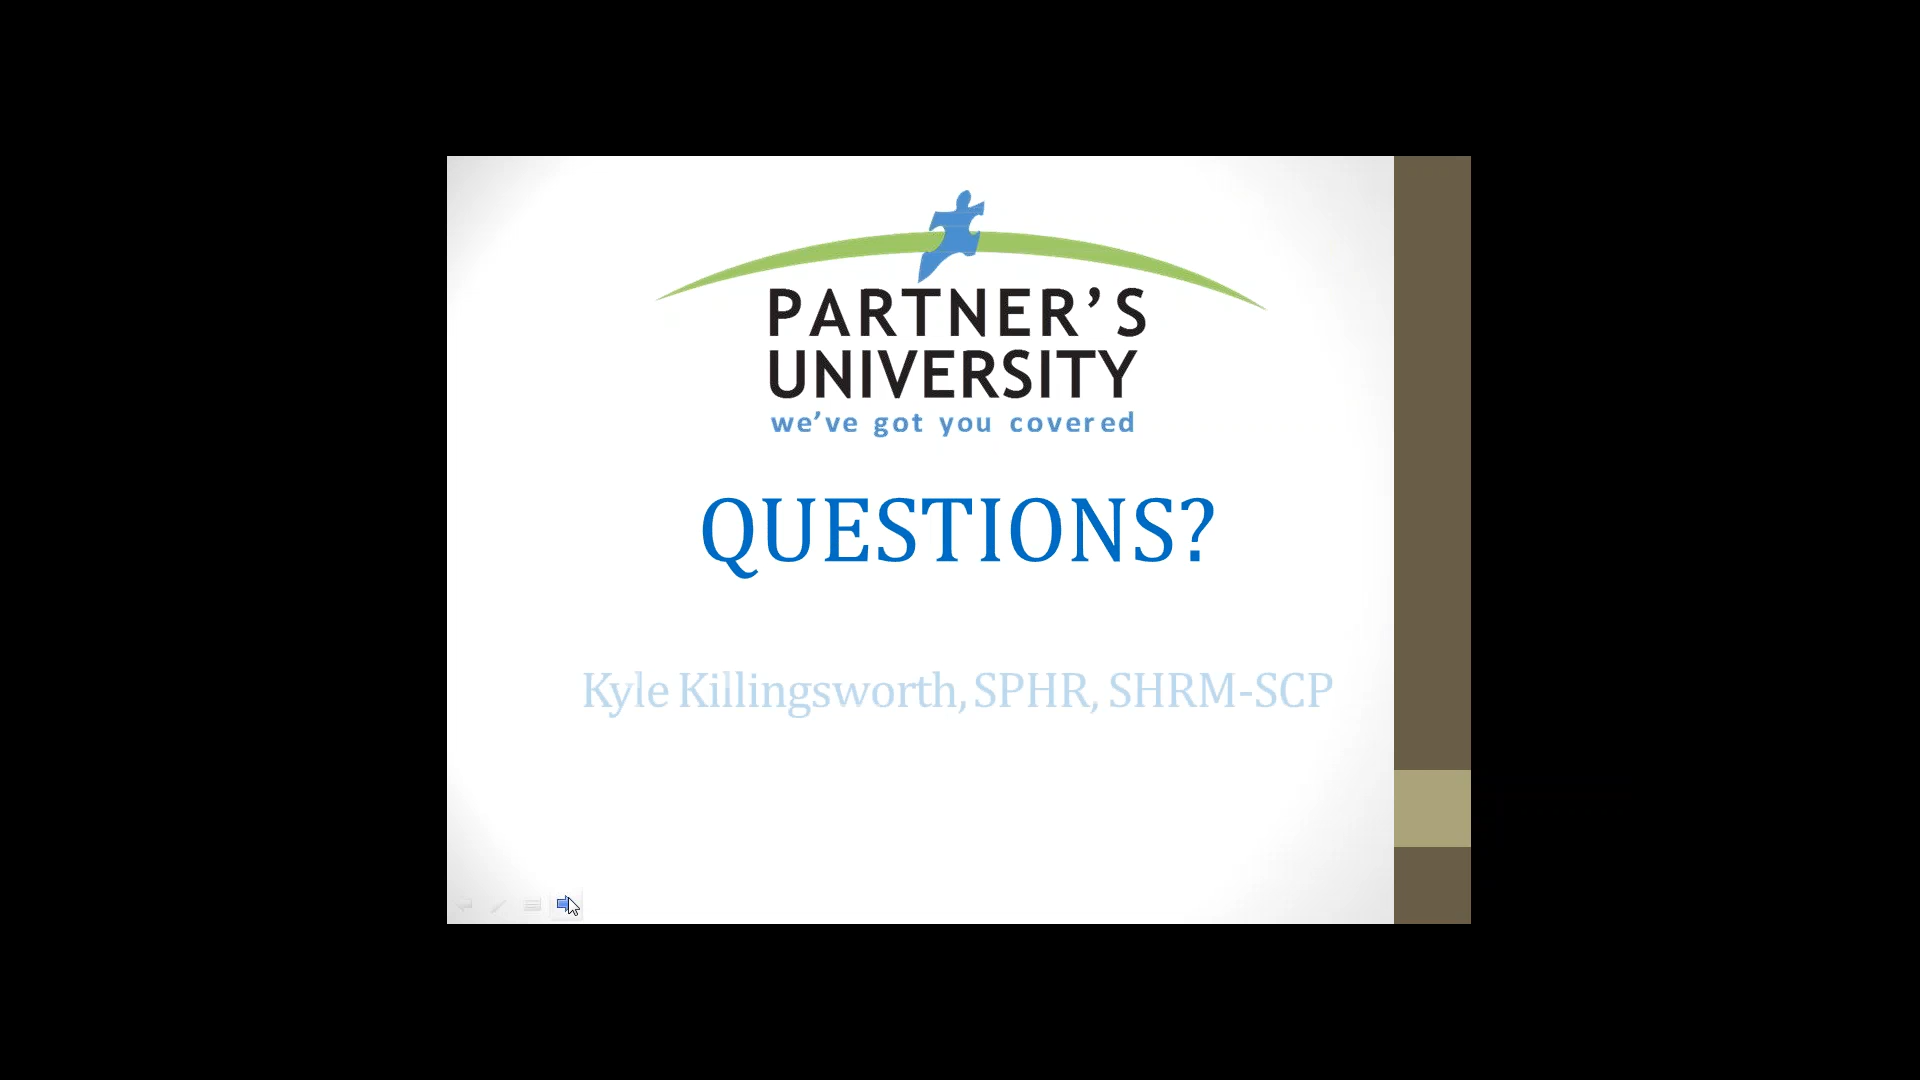 PARTNER’S
UNIVERSITY
we’ve got you covered
QUESTIONS?
Kyle Killingsworth, SPHR, SHRM-SCP